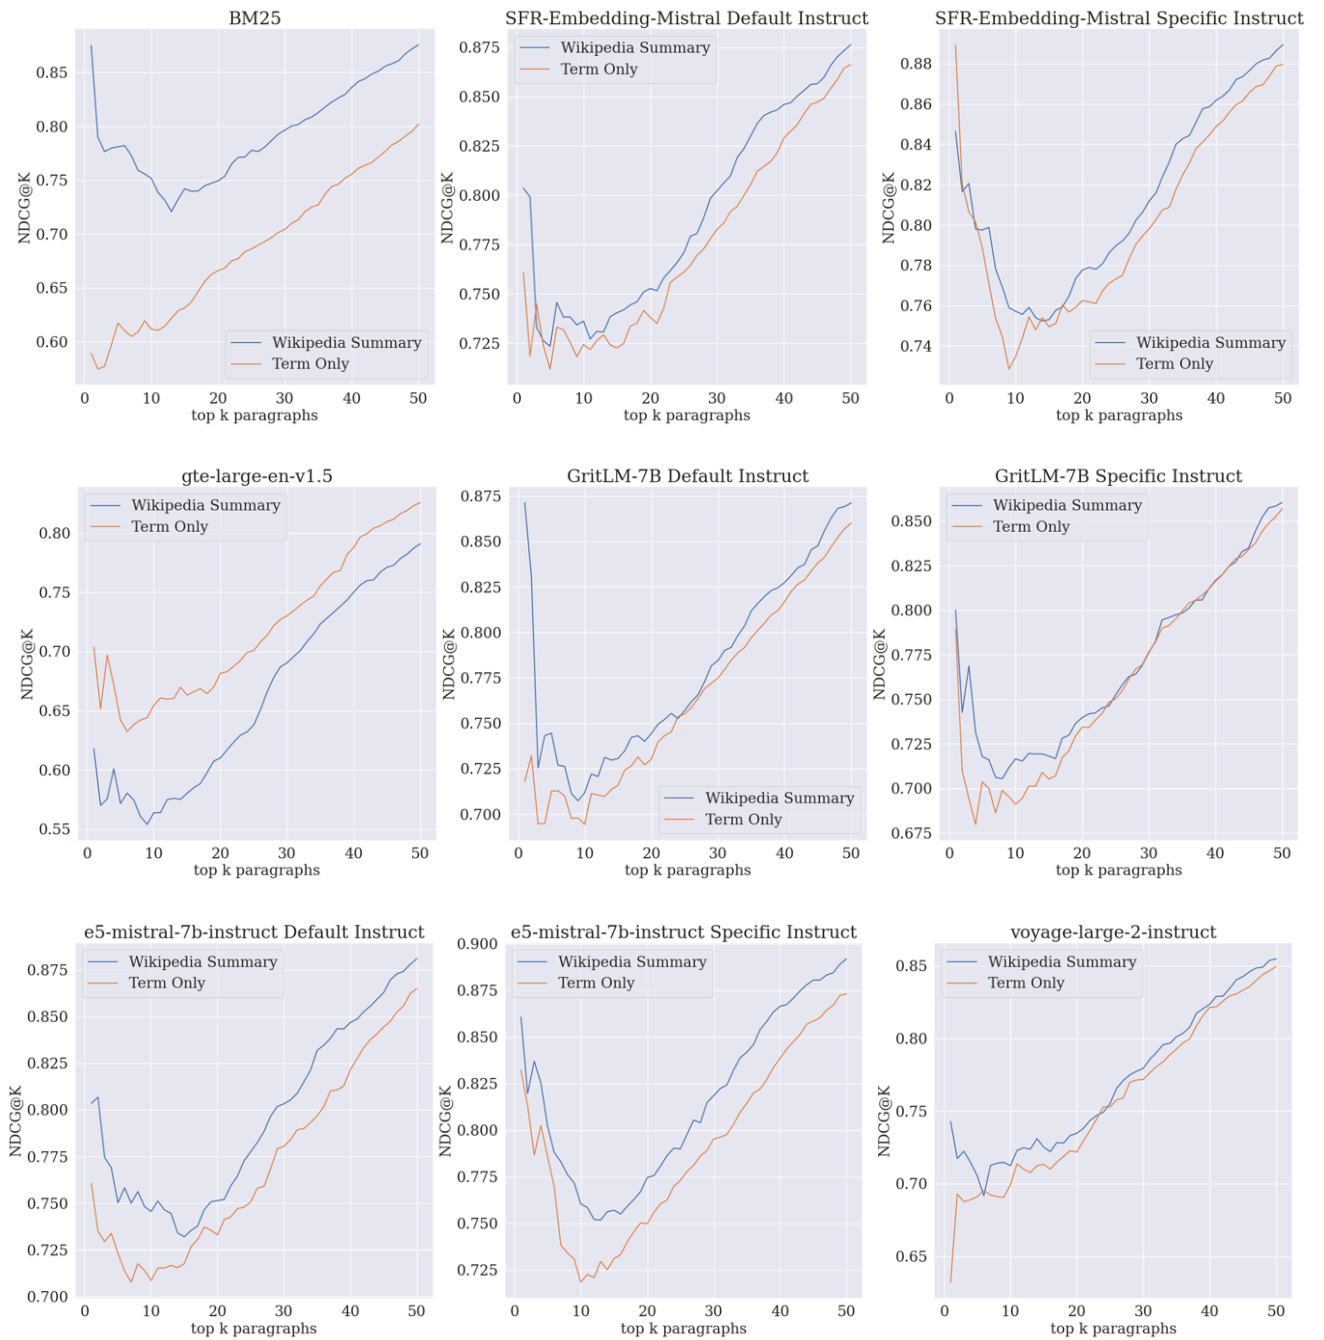 BM25
NDCG@K
0.85
0.80
0.75
0.70
0.65
0.60
Wikipedia Summary
Term Only
0 10 20 30 40 50
top k paragraphs
SFR-Embedding-Mistral Default Instruct
NDCG@K
0.875
0.850
0.825
0.800
0.775
0.750
0.725
Wikipedia Summary
Term Only
0 10 20 30 40 50
top k paragraphs
SFR-Embedding-Mistral Specific Instruct
NDCG@K
0.88
0.86
0.84
0.82
0.80
0.78
0.76
0.74
Wikipedia Summary
Term Only
0 10 20 30 40 50
top k paragraphs
gte-large-en-v1.5
NDCG@K
0.80
0.75
0.70
0.65
0.60
0.55
Wikipedia Summary
Term Only
0 10 20 30 40 50
top k paragraphs
GritLM-7B Default Instruct
NDCG@K
0.875
0.850
0.825
0.800
0.775
0.750
0.725
0.700
Wikipedia Summary
Term Only
0 10 20 30 40 50
top k paragraphs
GritLM-7B Specific Instruct
NDCG@K
0.850
0.825
0.800
0.775
0.750
0.725
0.700
0.675
Wikipedia Summary
Term Only
0 10 20 30 40 50
top k paragraphs
e5-mistral-7b-instruct Default Instruct
NDCG@K
0.875
0.850
0.825
0.800
0.775
0.750
0.725
0.700
Wikipedia Summary
Term Only
0 10 20 30 40 50
top k paragraphs
e5-mistral-7b-instruct Specific Instruct
NDCG@K
0.900
0.875
0.850
0.825
0.800
0.775
0.750
0.725
Wikipedia Summary
Term Only
0 10 20 30 40 50
top k paragraphs
voyage-large-2-instruct
NDCG@K
0.85
0.80
0.75
0.70
0.65
Wikipedia Summary
Term Only
0 10 20 30 40 50
top k paragraphs